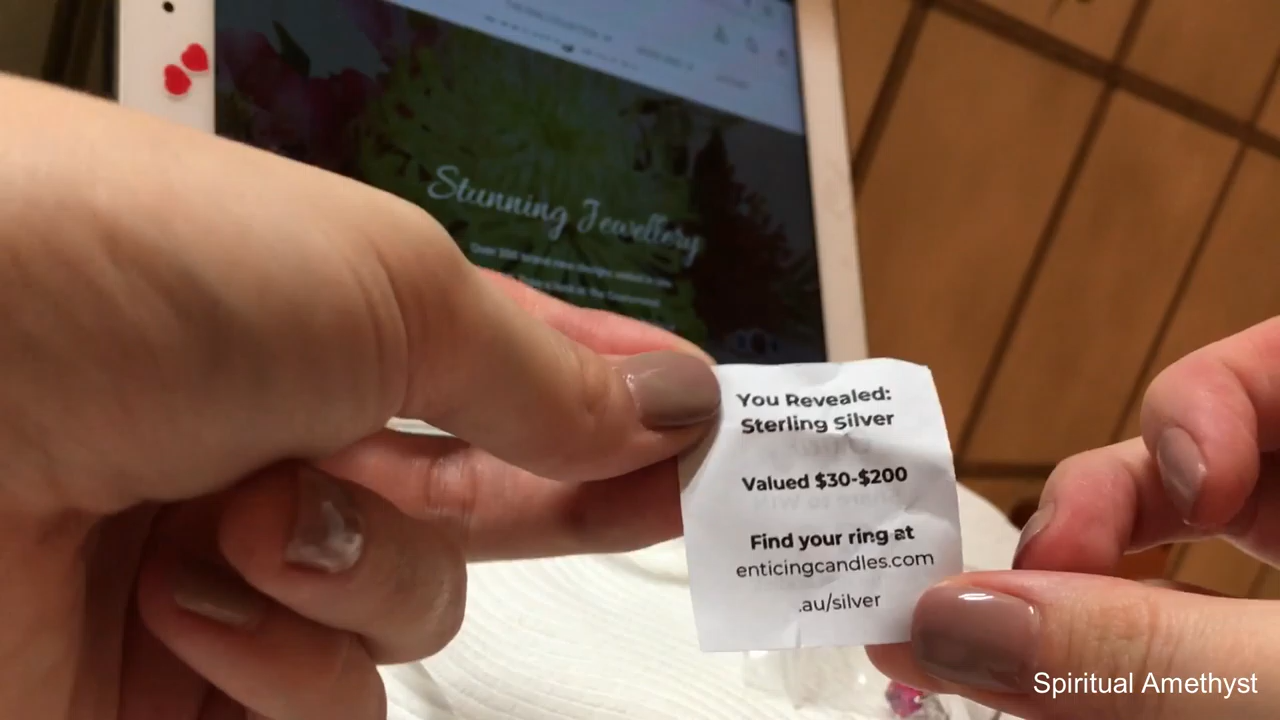 Stunning Jewellery
You Revealed:
Sterling Silver
Valued $30-$200
Find your ring at
enticingcandles.com
.au/silver
Spiritual Amethyst